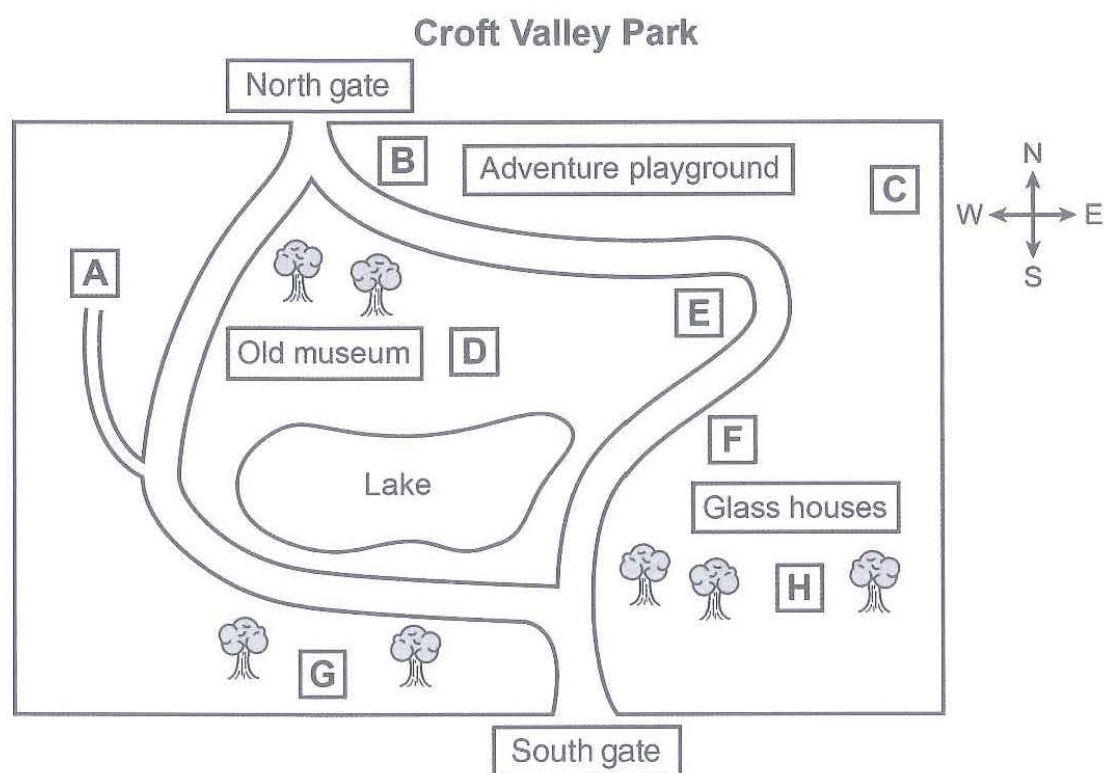 Croft Valley Park
North gate
B
Adventure playground
C
N
W E
S
A
E
Old museum
D
F
Lake
Glass houses
H
G
South gate